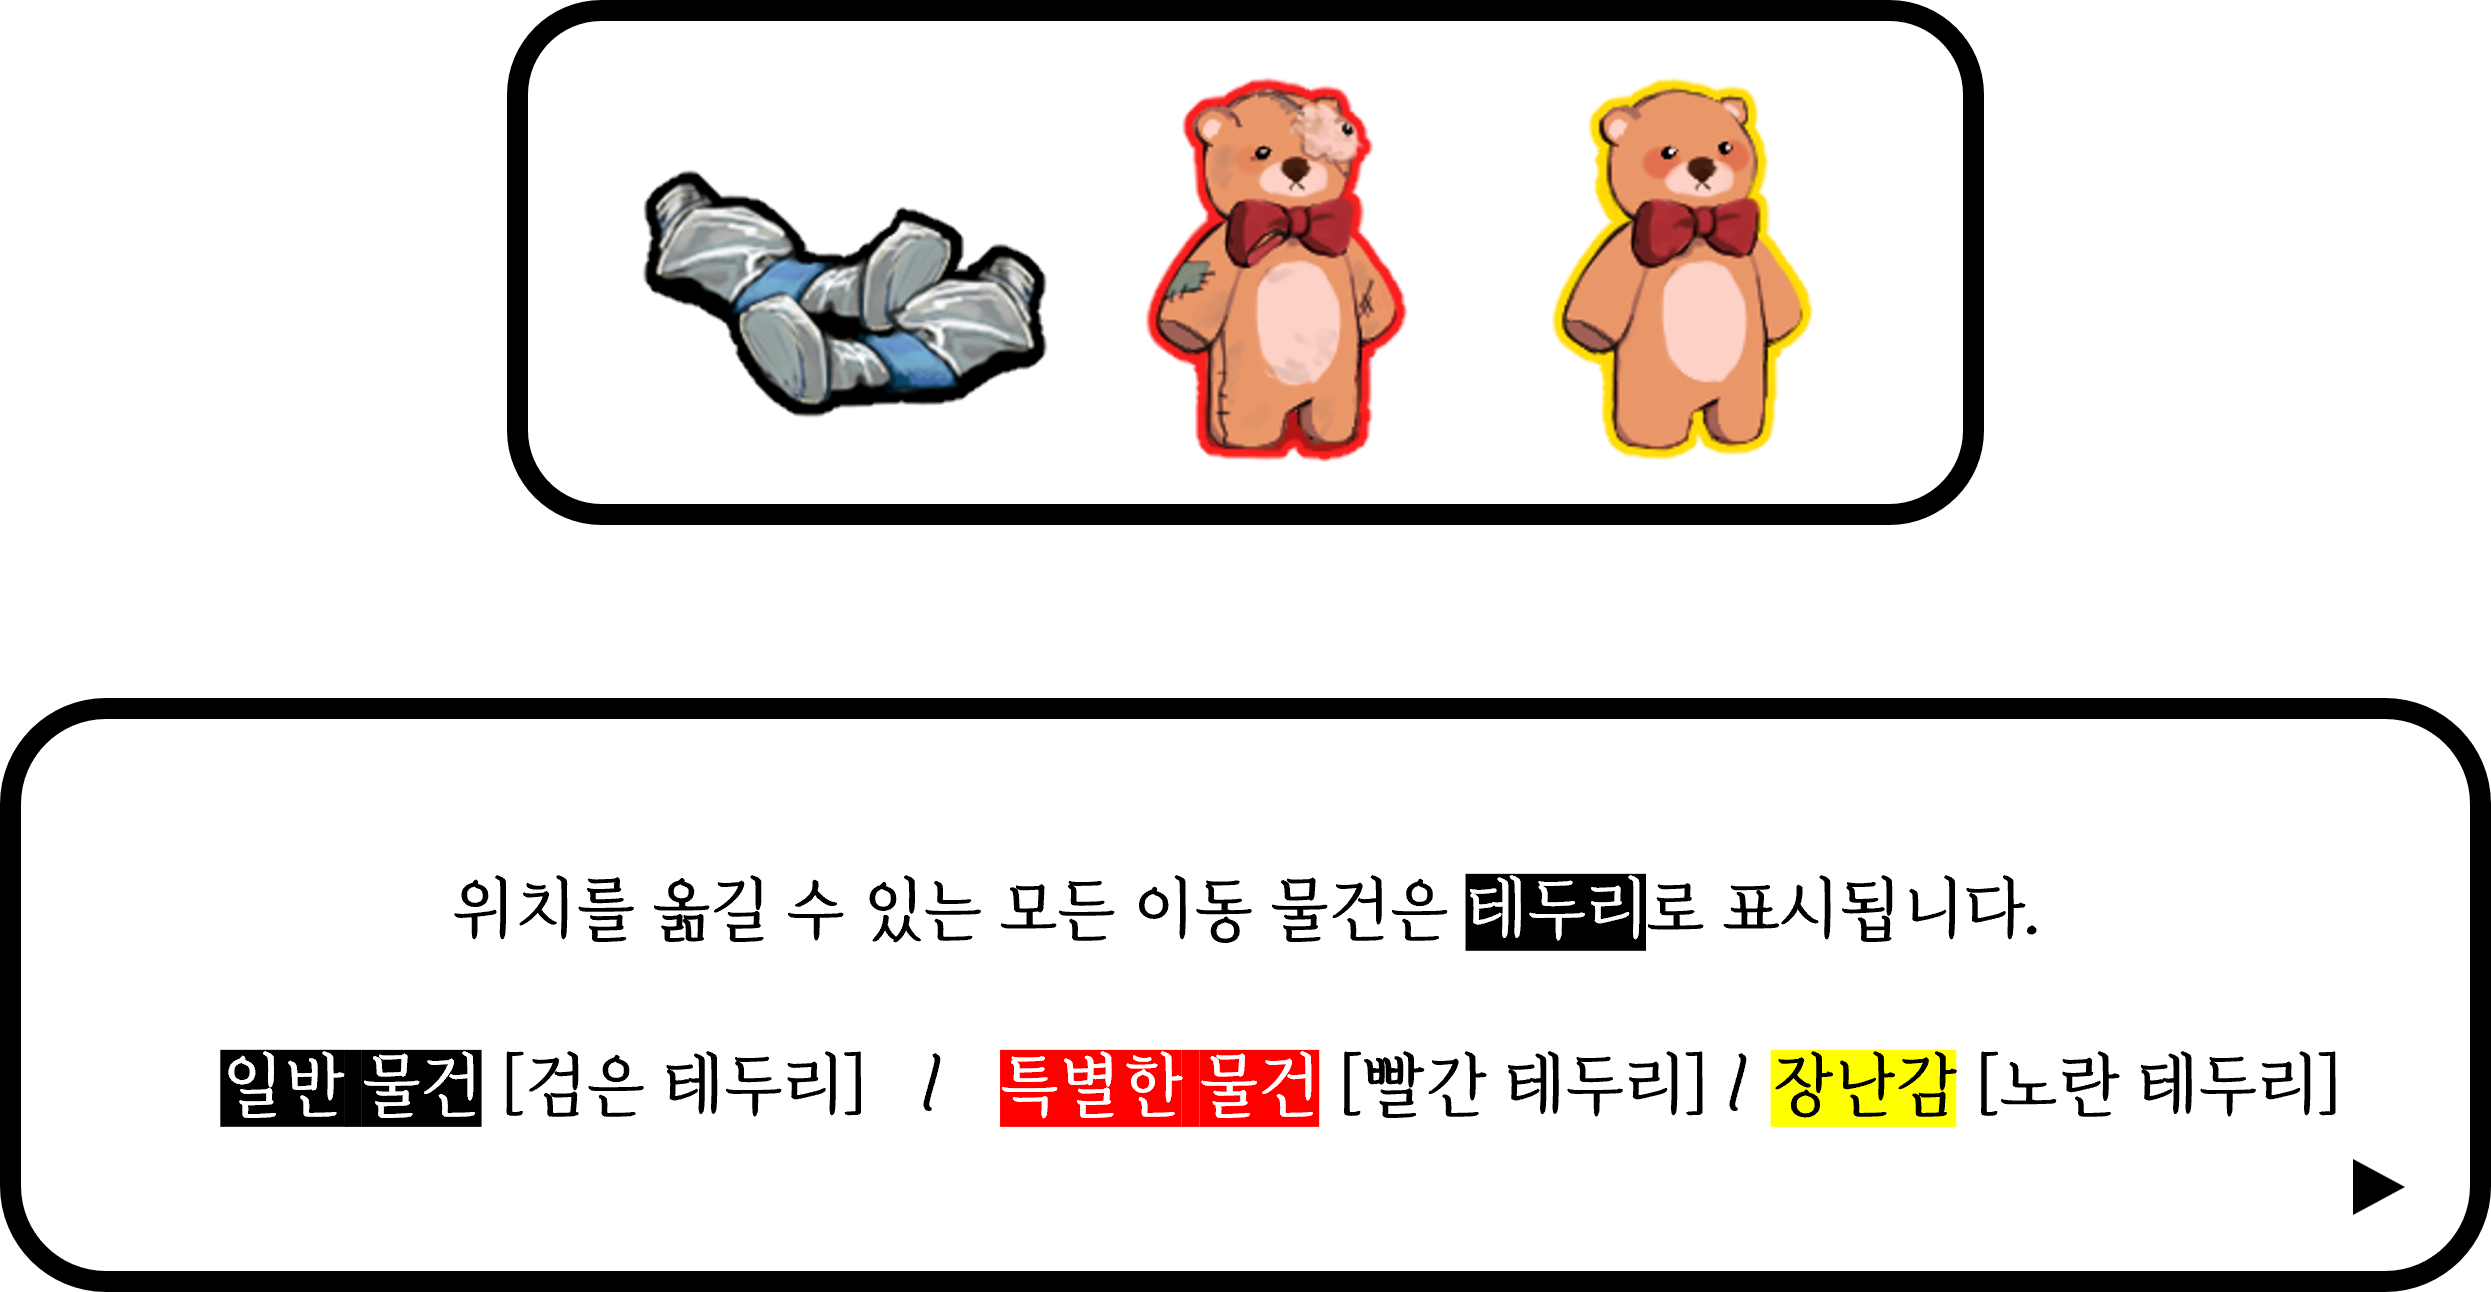 위치를 옮길 수 있는 모든 이동 물건은 테두리로 표시됩니다.
일반 물건 [검은 테두리] / 특별한 물건 [빨간 테두리] / 장난감 [노란 테두리]